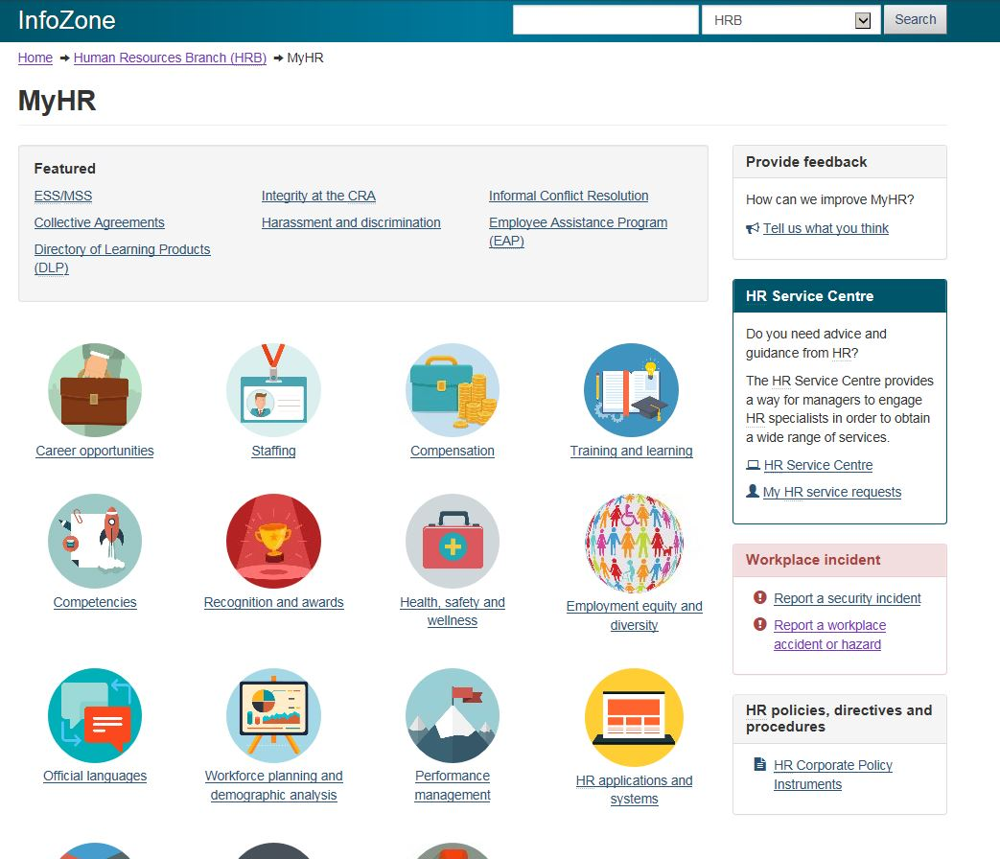 InfoZone
HRB
Search
Home ➔ Human Resources Branch (HRB) ➔ MyHR
MyHR
Featured
ESS/MSS
Collective Agreements
Directory of Learning Products
(DLP)
Integrity at the CRA
Harassment and discrimination
Informal Conflict Resolution
Employee Assistance Program
(EAP)
Career opportunities
Staffing
Compensation
Training and learning
Competencies
Recognition and awards
Health, safety and
wellness
Employment equity and
diversity
Official languages
Workforce planning and
demographic analysis
Performance
management
HR applications and
systems
Provide feedback
How can we improve MyHR?
Tell us what you think
HR Service Centre
Do you need advice and
guidance from HR?
The HR Service Centre provides
a way for managers to engage
HR specialists in order to obtain
a wide range of services.
HR Service Centre
My HR service requests
Workplace incident
Report a security incident
Report a workplace
accident or hazard
HR policies, directives and
procedures
HR Corporate Policy
Instruments